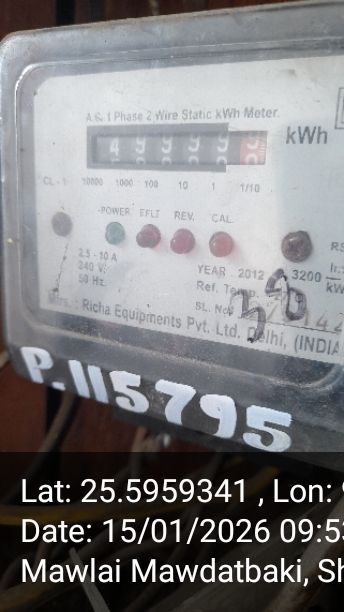 A.C. 1 Phase 2 Wire Static kWh Meter.
kWh
CL - 1 10000 1000 100 10 1 1/10
POWER EFLT REV. CAL.
2.5 - 10 A
240 V.
50 Hz.
YEAR 2012 3200
Ref. Temp.
SL. No.
Mfrs. : Richa Equipments Pvt. Ltd. Delhi, (INDIA
P.115795
Lat: 25.5959341 , Lon:
Date: 15/01/2026 09:53
Mawlai Mawdatbaki, Sh